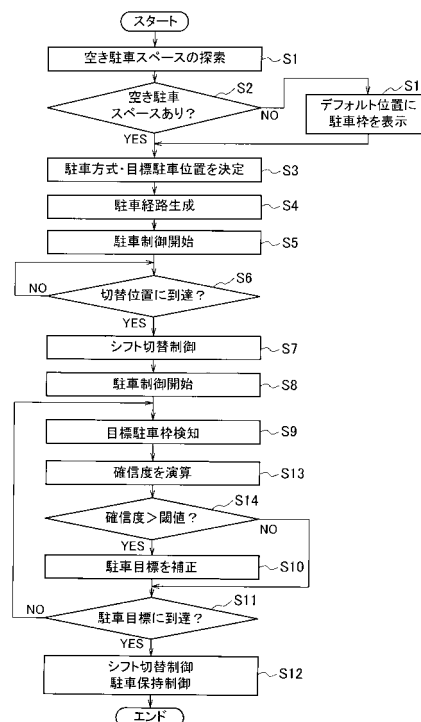 スタート
空き駐車スペースの探索
S1
空き駐車
スペースあり?
S2
NO
YES
S1
デフォルト位置に
駐車枠を表示
駐車方式・目標駐車位置を決定
S3
駐車経路生成
S4
駐車制御開始
S5
切替位置に到達?
S6
NO
YES
シフト切替制御
S7
駐車制御開始
S8
目標駐車枠検知
S9
確信度を演算
S13
確信度>閾値?
S14
NO
YES
駐車目標を補正
S10
駐車目標に到達?
S11
NO
YES
シフト切替制御
駐車保持制御
S12
エンド